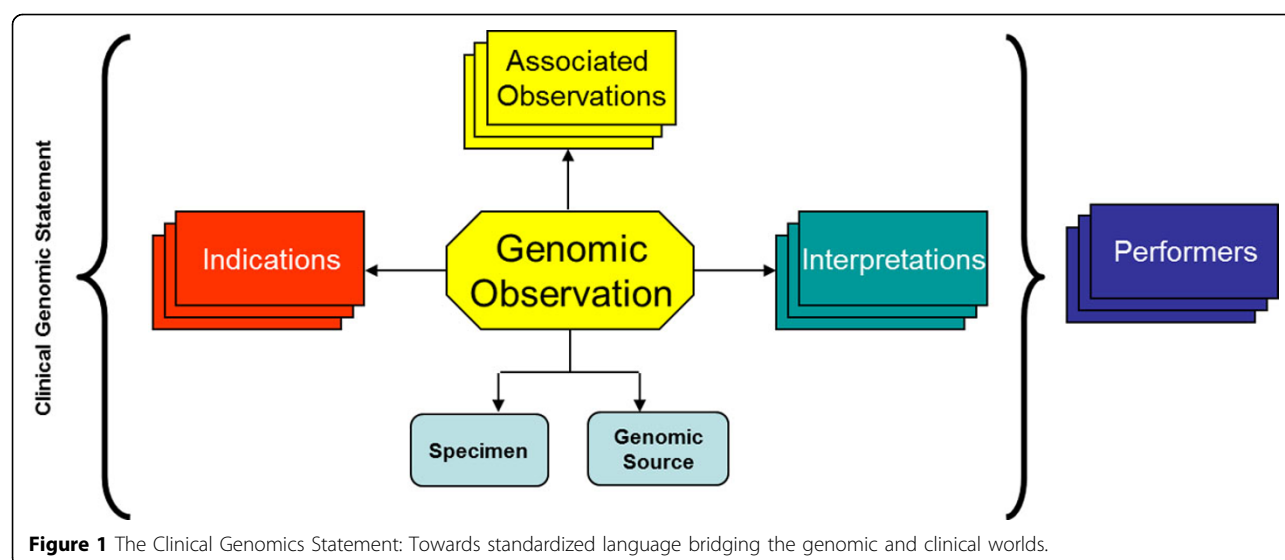 Clinical Genomic Statement
Associated
Observations
Indications
Genomic
Observation
Interpretations
Performers
Specimen
Genomic
Source
Figure 1 The Clinical Genomics Statement: Towards standardized language bridging the genomic and clinical worlds.